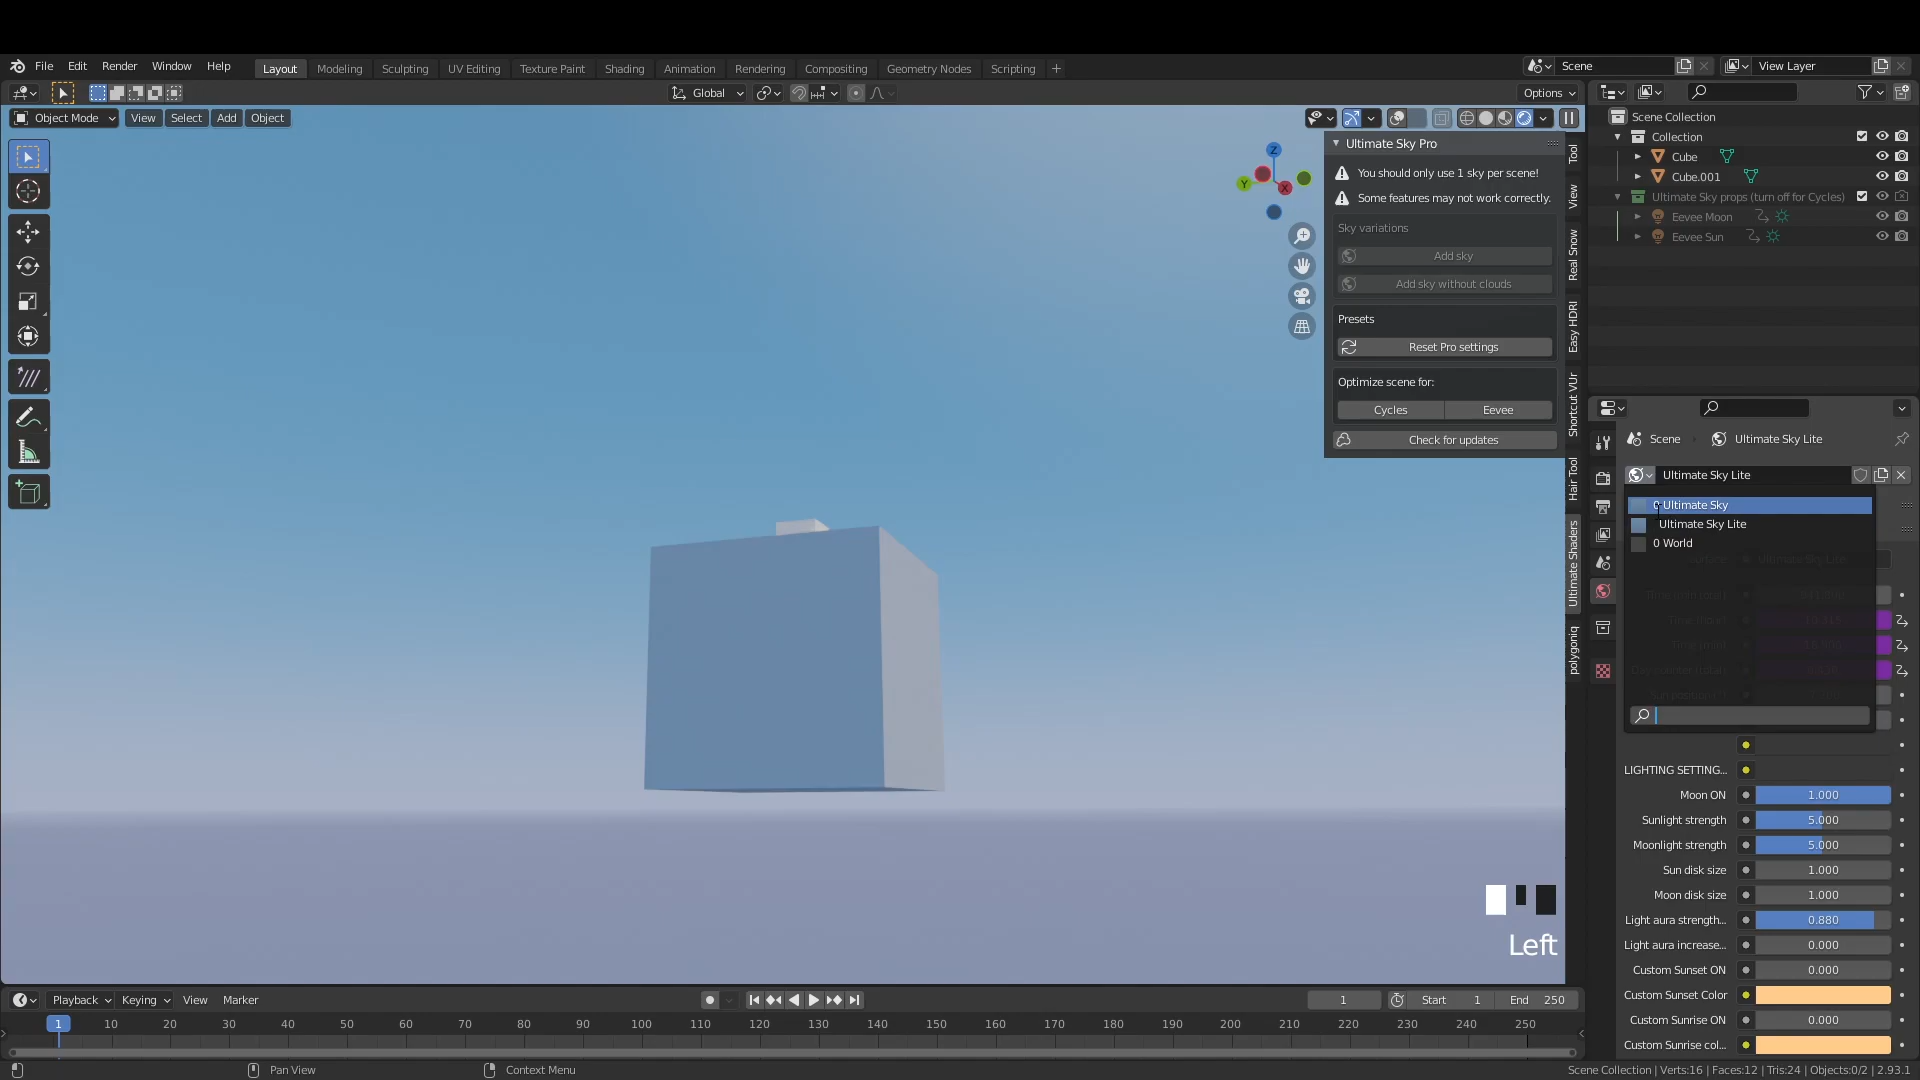 File Edit Render Window Help
Layout Modeling Sculpting UV Editing Texture Paint Shading Animation Rendering Compositing Geometry Nodes Scripting +
Scene
View Layer
Global
Options
Object Mode View Select Add Object
Z
Y
X
Ultimate Sky Pro
You should only use 1 sky per scene!
Some features may not work correctly.
Sky variations
Add sky
Add sky without clouds
Presets
Reset Pro settings
Optimize scene for:
Cycles Eevee
Check for updates
Tool
View
Real Snow
Easy HDRI
Shortcut VUr
Hair Tool
Ultimate Shaders
polygoniq
Scene Collection
Collection
Cube
Cube.001
Ultimate Sky props (turn off for Cycles)
Eevee Moon
Eevee Sun
Scene Ultimate Sky Lite
Ultimate Sky Lite
0 Ultimate Sky
Ultimate Sky Lite
0 World
LIGHTING SETTING...
Moon ON 1.000
Sunlight strength 5.000
Moonlight strength 5.000
Sun disk size 1.000
Moon disk size 1.000
Light aura strength... 0.880
Light aura increase... 0.000
Custom Sunset ON 0.000
Custom Sunset Color
Custom Sunrise ON 0.000
Custom Sunrise col...
Left
Playback Keying View Marker
1 Start 1 End 250
1 10 20 30 40 50 60 70 80 90 100 110 120 130 140 150 160 170 180 190 200 210 220 230 240 250
Pan View Context Menu
Scene Collection | Verts:16 | Faces:12 | Tris:24 | Objects:0/2 | 2.93.1